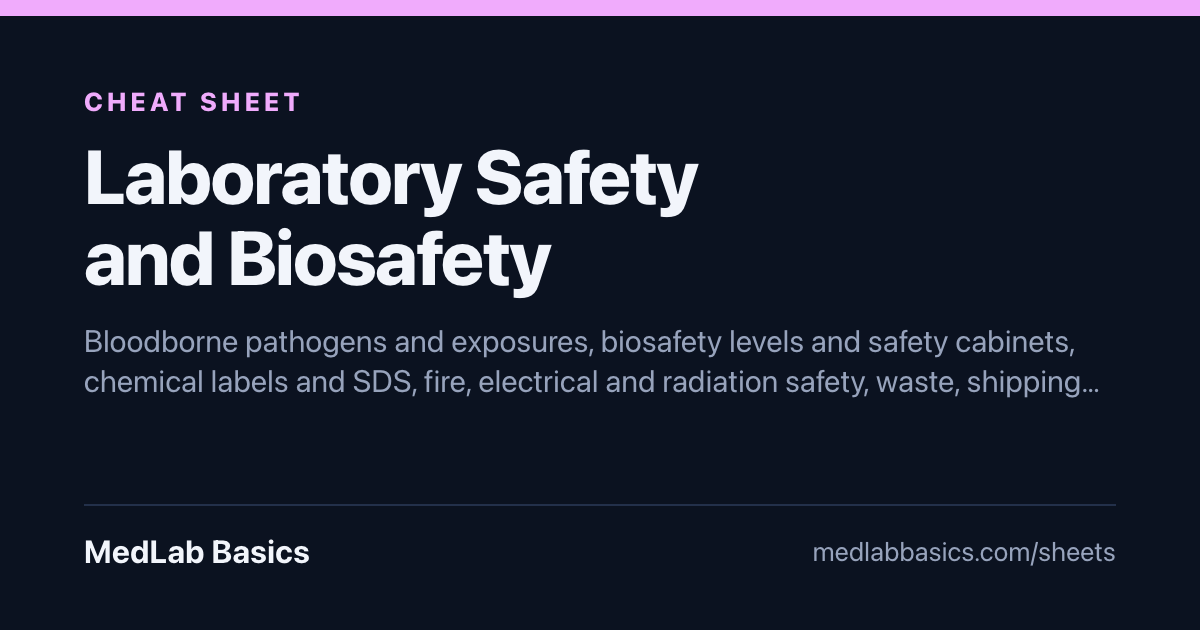 CHEAT SHEET
Laboratory Safety
and Biosafety
Bloodborne pathogens and exposures, biosafety levels and safety cabinets,
chemical labels and SDS, fire, electrical and radiation safety, waste, shipping…
MedLab Basics
medlabbasics.com/sheets